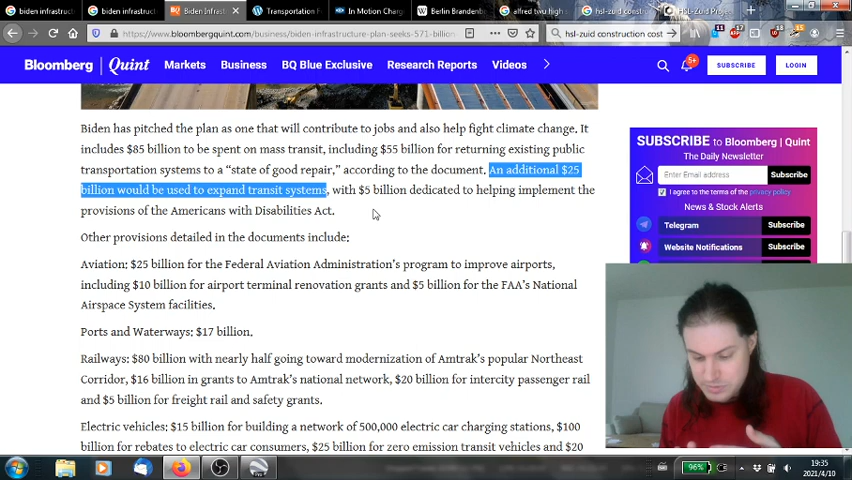 biden infrastruct
biden infrastruct
Biden Infrast
Transportation F
In Motion Charg
Berlin Brandenbu
alfred twu high s
hsl-zuid construc
HSL-Zuid Proje
https://www.bloombergquint.com/business/biden-infrastructure-plan-seeks-571-billion-
hsl-zuid construction cost
Bloomberg | Quint
Markets
Business
BQ Blue Exclusive
Research Reports
Videos
5+
SUBSCRIBE
LOGIN
Biden has pitched the plan as one that will contribute to jobs and also help fight climate change. It
includes $85 billion to be spent on mass transit, including $55 billion for returning existing public
transportation systems to a “state of good repair,” according to the document. An additional $25
billion would be used to expand transit systems, with $5 billion dedicated to helping implement the
provisions of the Americans with Disabilities Act.
Other provisions detailed in the documents include:
Aviation: $25 billion for the Federal Aviation Administration’s program to improve airports,
including $10 billion for airport terminal renovation grants and $5 billion for the FAA’s National
Airspace System facilities.
Ports and Waterways: $17 billion.
Railways: $80 billion with nearly half going toward modernization of Amtrak’s popular Northeast
Corridor, $16 billion in grants to Amtrak’s national network, $20 billion for intercity passenger rail
and $5 billion for freight rail and safety grants.
Electric vehicles: $15 billion for building a network of 500,000 electric car charging stations, $100
billion for rebates to electric car consumers, $25 billion for zero emission transit vehicles and $20
SUBSCRIBE TO Bloomberg | Quint
The Daily Newsletter
Enter Email address
Subscribe
I agree to the terms of the privacy policy
News & Stock Alerts
Telegram
Subscribe
Website Notifications
Subscribe
96%
19:35
2021/4/10